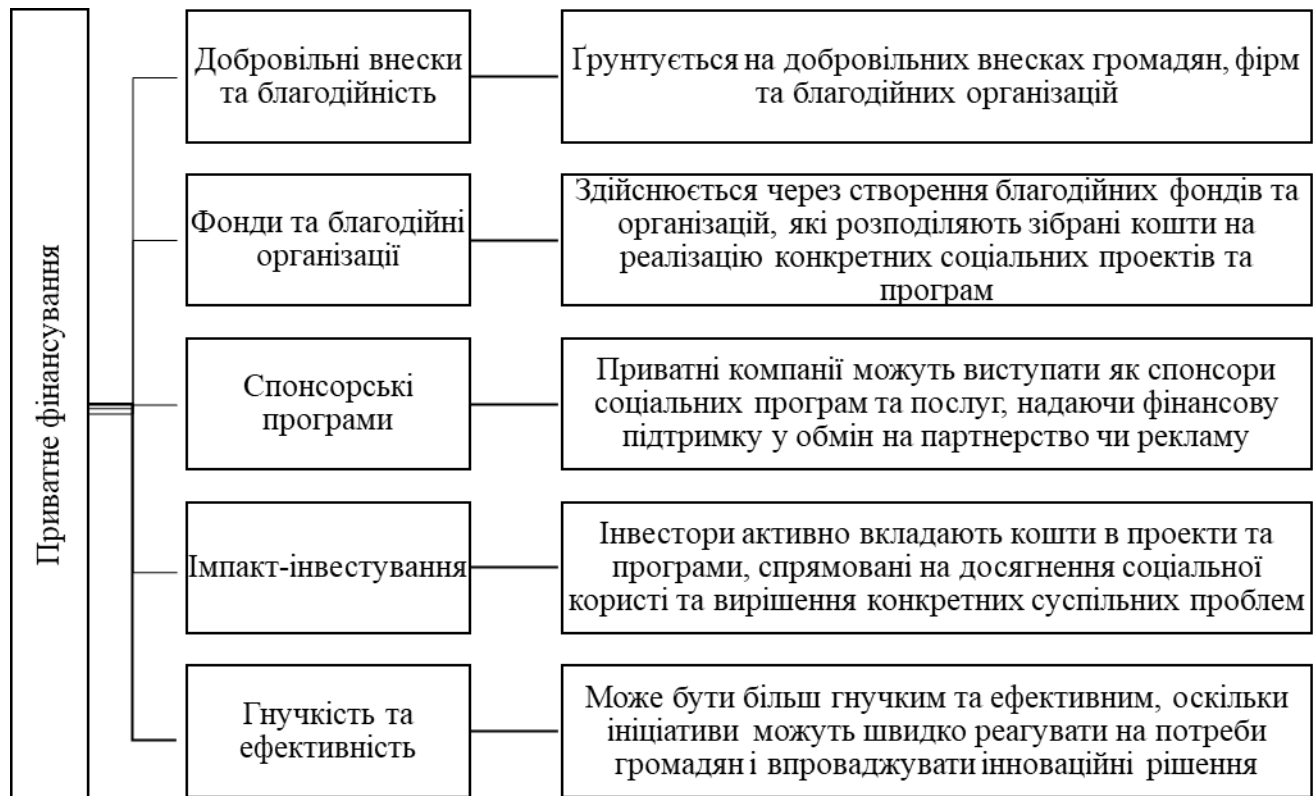 Приватне фінансування
Добровільні внески
та благодійність
Ґрунтується на добровільних внесках громадян, фірм
та благодійних організацій
Фонди та благодійні
організації
Здійснюється через створення благодійних фондів та
організацій, які розподіляють зібрані кошти на
реалізацію конкретних соціальних проектів та
програм
Спонсорські
програми
Приватні компанії можуть виступати як спонсори
соціальних програм та послуг, надаючи фінансову
підтримку у обмін на партнерство чи рекламу
Імпакт-інвестування
Інвестори активно вкладають кошти в проекти та
програми, спрямовані на досягнення соціальної
користі та вирішення конкретних суспільних проблем
Гнучкість та
ефективність
Може бути більш гнучким та ефективним, оскільки
ініціативи можуть швидко реагувати на потреби
громадян і впроваджувати інноваційні рішення